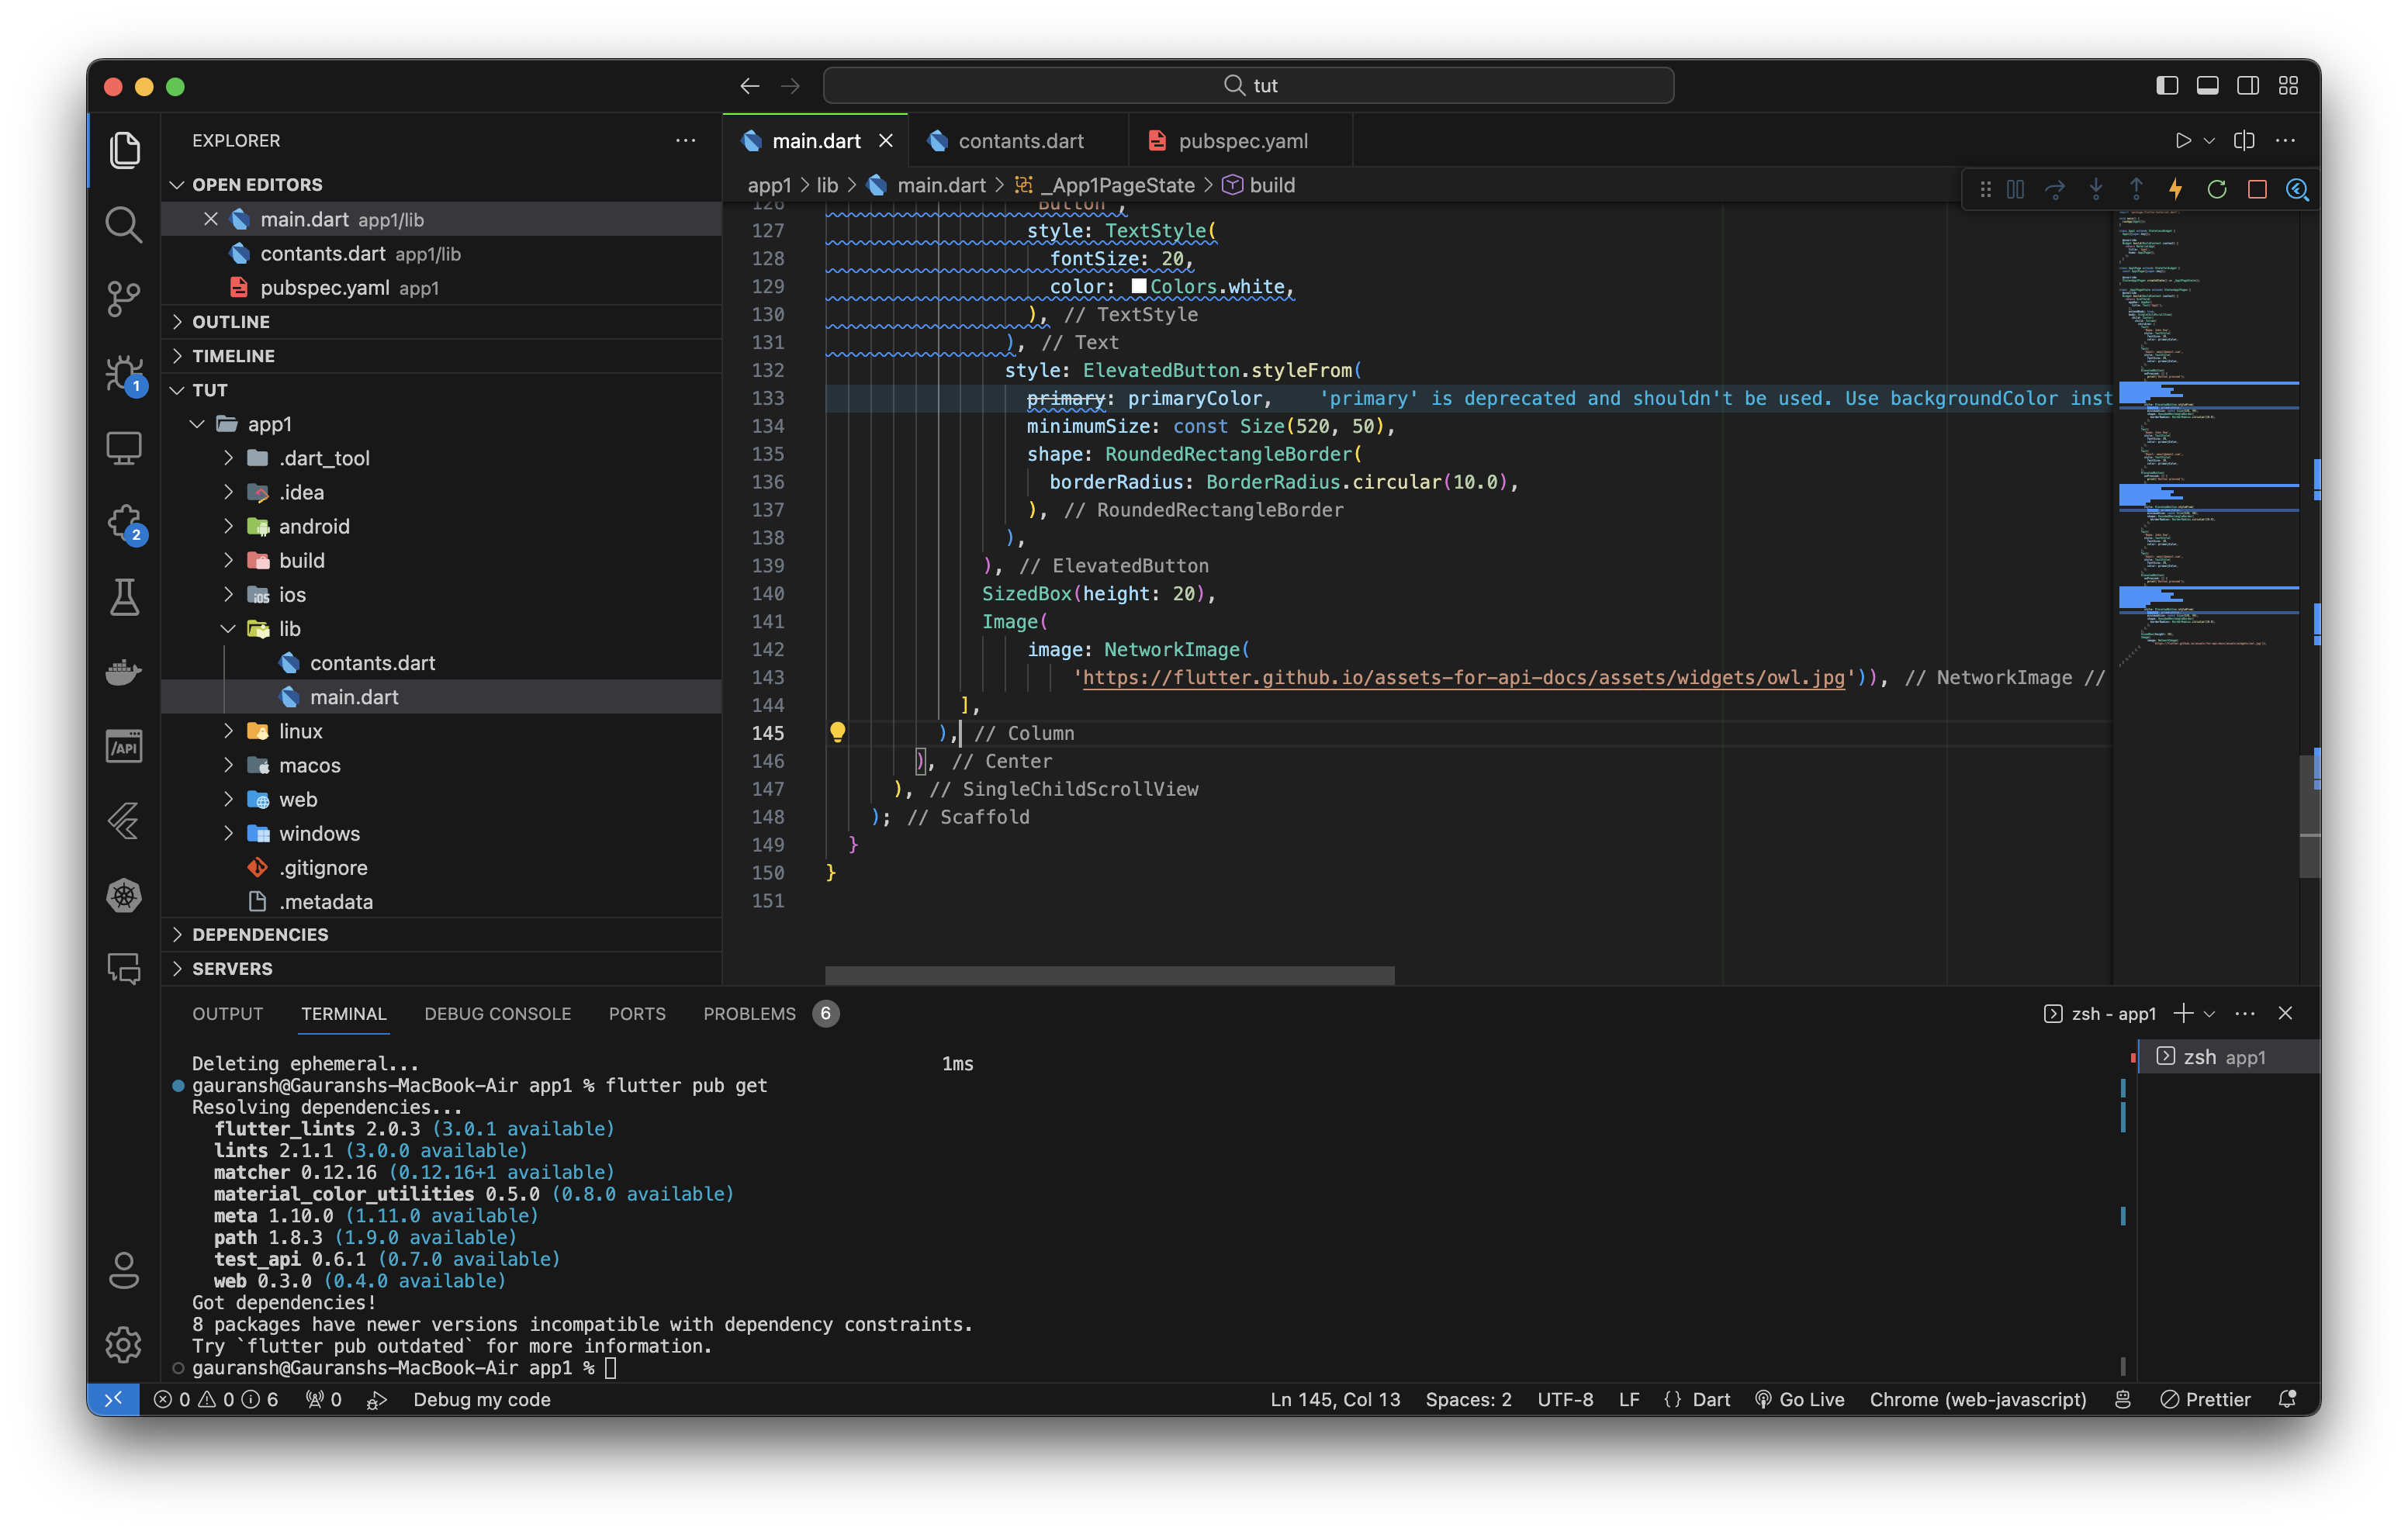 tut
EXPLORER
OPEN EDITORS
main.dart app1/lib
contants.dart app1/lib
pubspec.yaml app1
OUTLINE
TIMELINE
TUT
app1
.dart_tool
.idea
android
build
ios
lib
contants.dart
main.dart
linux
macos
web
windows
.gitignore
.metadata
DEPENDENCIES
SERVERS
1
2
/API
main.dart
contants.dart
pubspec.yaml
app1 > lib > main.dart > _App1PageState > build
126 Button',
127 style: TextStyle(
128 fontSize: 20,
129 color: Colors.white,
130 ), // TextStyle
131 ), // Text
132 style: ElevatedButton.styleFrom(
133 primary: primaryColor, 'primary' is deprecated and shouldn't be used. Use backgroundColor inst
134 minimumSize: const Size(520, 50),
135 shape: RoundedRectangleBorder(
136 borderRadius: BorderRadius.circular(10.0),
137 ), // RoundedRectangleBorder
138 ),
139 ), // ElevatedButton
140 SizedBox(height: 20),
141 Image(
142 image: NetworkImage(
143 'https://flutter.github.io/assets-for-api-docs/assets/widgets/owl.jpg')), // NetworkImage //
144 ],
145 ), // Column
146 ), // Center
147 ), // SingleChildScrollView
148 ); // Scaffold
149 }
150 }
151
OUTPUT TERMINAL DEBUG CONSOLE PORTS PROBLEMS 6
zsh - app1
zsh app1
Deleting ephemeral... 1ms
gauransh@Gauranshs-MacBook-Air app1 % flutter pub get
Resolving dependencies...
flutter_lints 2.0.3 (3.0.1 available)
lints 2.1.1 (3.0.0 available)
matcher 0.12.16 (0.12.16+1 available)
material_color_utilities 0.5.0 (0.8.0 available)
meta 1.10.0 (1.11.0 available)
path 1.8.3 (1.9.0 available)
test_api 0.6.1 (0.7.0 available)
web 0.3.0 (0.4.0 available)
Got dependencies!
8 packages have newer versions incompatible with dependency constraints.
Try `flutter pub outdated` for more information.
gauransh@Gauranshs-MacBook-Air app1 %
0 0 6 0 Debug my code Ln 145, Col 13 Spaces: 2 UTF-8 LF {} Dart Go Live Chrome (web-javascript) Prettier